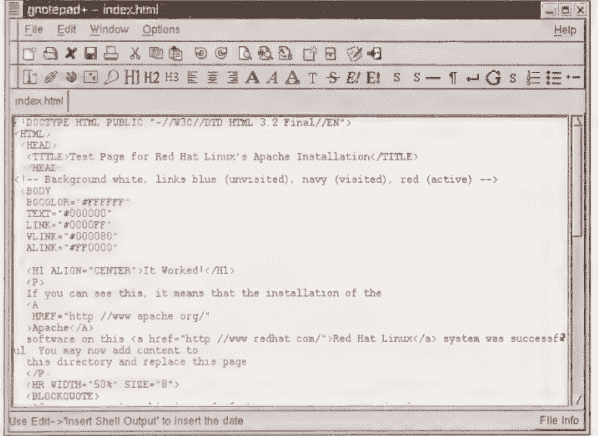 gnotepad+ – index.html
File Edit Window Options Help
H1 H2 H3 A A A T S E! E! S S ¶ G S
index.html
!DOCTYPE HTML PUBLIC "-//W3C//DTD HTML 3.2 Final//EN">
<HTML>
<HEAD>
<TITLE>Test Page for Red Hat Linux's Apache Installation</TITLE>
HEAD
<!-- Background white, links blue (unvisited), navy (visited), red (active) -->
<BODY
BGCOLOR="#FFFFFF"
TEXT="#000000"
LINK="#0000FF"
VLINK="#000080"
ALINK="#FF0000"
<H1 ALIGN="CENTER">It Worked!</H1>
<P>
If you can see this, it means that the installation of the
<A
HREF="http //www apache org/"
>Apache</A>
software on this <a href="http //www redhat com/">Red Hat Linux</a> system was successf
ul You may now add content to
this directory and replace this page
</P
<HR WIDTH="50%" SIZE="8">
<BLOCKQUOTE>
Use Edit->'Insert Shell Output' to insert the date File Info